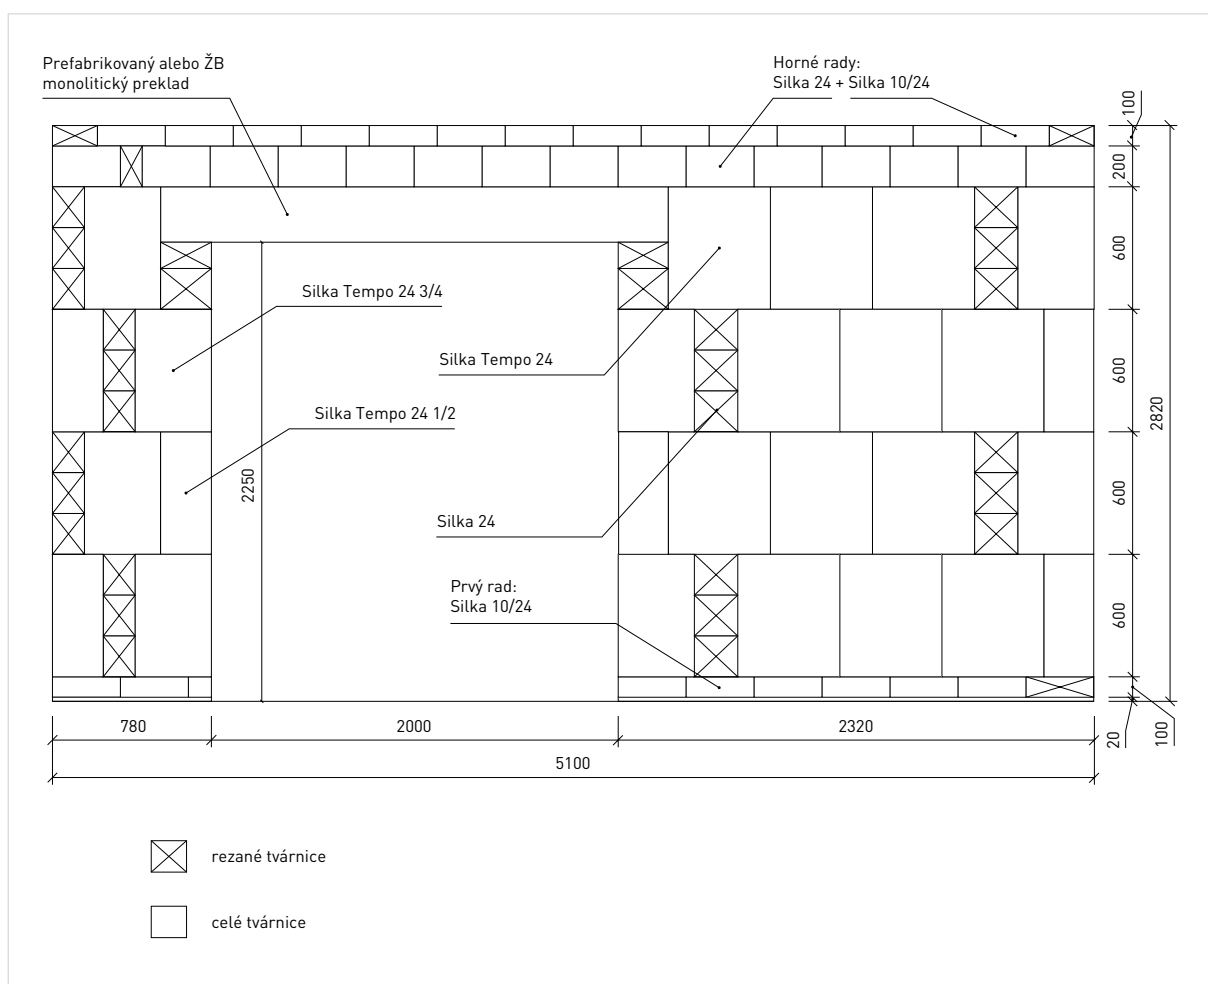 Prefabrikovaný alebo ŽB
monolitický preklad
Horné rady:
Silka 24 + Silka 10/24
100
200
600
600
600
600
2820
Silka Tempo 24 3/4
Silka Tempo 24
Silka Tempo 24 1/2
2250
Silka 24
Prvý rad:
Silka 10/24
780
2000
2320
20
100
5100
rezané tvárnice
celé tvárnice